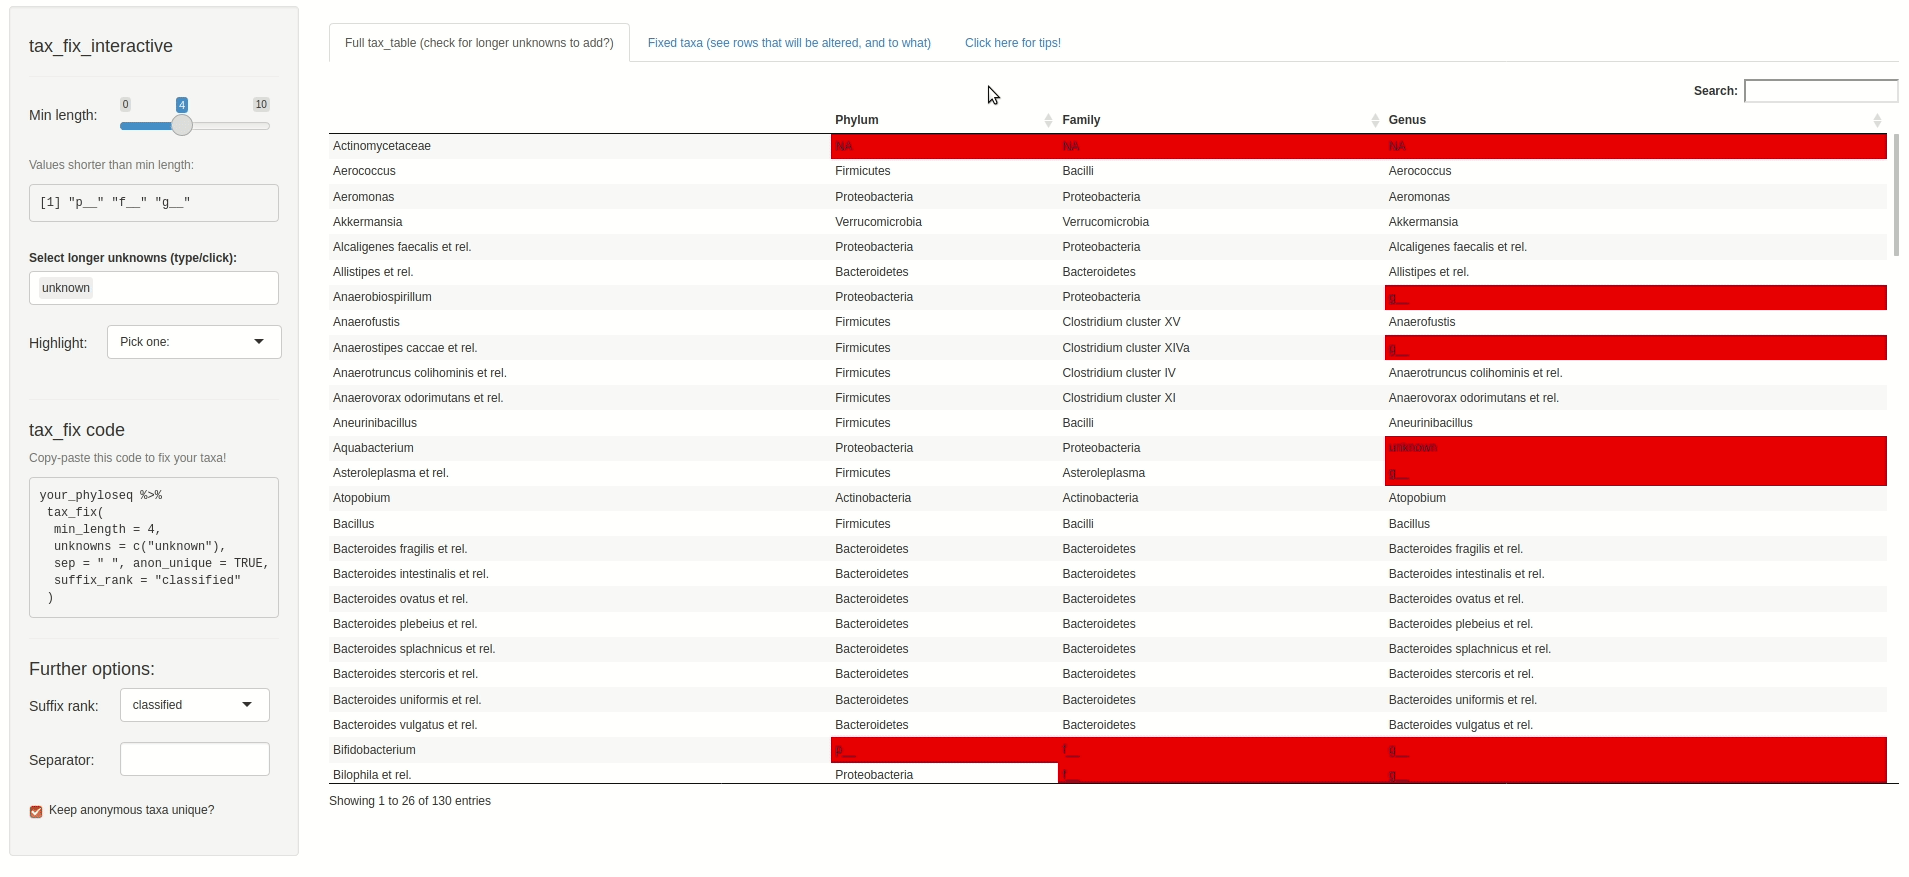 tax_fix_interactive
Min length:
0 4 10
Values shorter than min length:
[1] "p__" "f__" "g__"
Select longer unknowns (type/click):
unknown
Highlight: Pick one:
tax_fix code
Copy-paste this code to fix your taxa!
your_phyloseq %>%
tax_fix(
min_length = 4,
unknowns = c("unknown"),
sep = " ", anon_unique = TRUE,
suffix_rank = "classified"
)
Further options:
Suffix rank: classified
Separator:
Keep anonymous taxa unique?
Full tax_table (check for longer unknowns to add?) Fixed taxa (see rows that will be altered, and to what) Click here for tips!
Search:
Phylum Family Genus
Actinomycetaceae NA NA NA
Aerococcus Firmicutes Bacilli Aerococcus
Aeromonas Proteobacteria Proteobacteria Aeromonas
Akkermansia Verrucomicrobia Verrucomicrobia Akkermansia
Alcaligenes faecalis et rel. Proteobacteria Proteobacteria Alcaligenes faecalis et rel.
Allistipes et rel. Bacteroidetes Bacteroidetes Allistipes et rel.
Anaerobiospirillum Proteobacteria Proteobacteria g__
Anaerofustis Firmicutes Clostridium cluster XV Anaerofustis
Anaerostipes caccae et rel. Firmicutes Clostridium cluster XIVa g__
Anaerotruncus colihominis et rel. Firmicutes Clostridium cluster IV Anaerotruncus colihominis et rel.
Anaerovorax odorimutans et rel. Firmicutes Clostridium cluster XI Anaerovorax odorimutans et rel.
Aneurinibacillus Firmicutes Bacilli Aneurinibacillus
Aquabacterium Proteobacteria Proteobacteria unknown
Asteroleplasma et rel. Firmicutes Asteroleplasma g__
Atopobium Actinobacteria Actinobacteria Atopobium
Bacillus Firmicutes Bacilli Bacillus
Bacteroides fragilis et rel. Bacteroidetes Bacteroidetes Bacteroides fragilis et rel.
Bacteroides intestinalis et rel. Bacteroidetes Bacteroidetes Bacteroides intestinalis et rel.
Bacteroides ovatus et rel. Bacteroidetes Bacteroidetes Bacteroides ovatus et rel.
Bacteroides plebeius et rel. Bacteroidetes Bacteroidetes Bacteroides plebeius et rel.
Bacteroides splachnicus et rel. Bacteroidetes Bacteroidetes Bacteroides splachnicus et rel.
Bacteroides stercoris et rel. Bacteroidetes Bacteroidetes Bacteroides stercoris et rel.
Bacteroides uniformis et rel. Bacteroidetes Bacteroidetes Bacteroides uniformis et rel.
Bacteroides vulgatus et rel. Bacteroidetes Bacteroidetes Bacteroides vulgatus et rel.
Bifidobacterium p__ f__ g__
Bilophila et rel. Proteobacteria f__ g__
Showing 1 to 26 of 130 entries